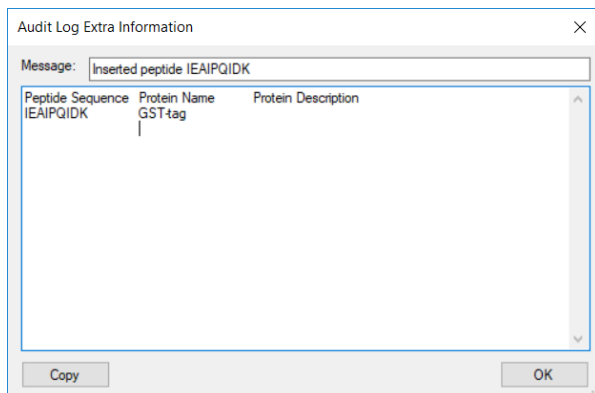 Audit Log Extra Information
Message: Inserted peptide IEAIPQIDK
Peptide Sequence Protein Name Protein Description
IEAIPQIDK GST-tag
Copy OK